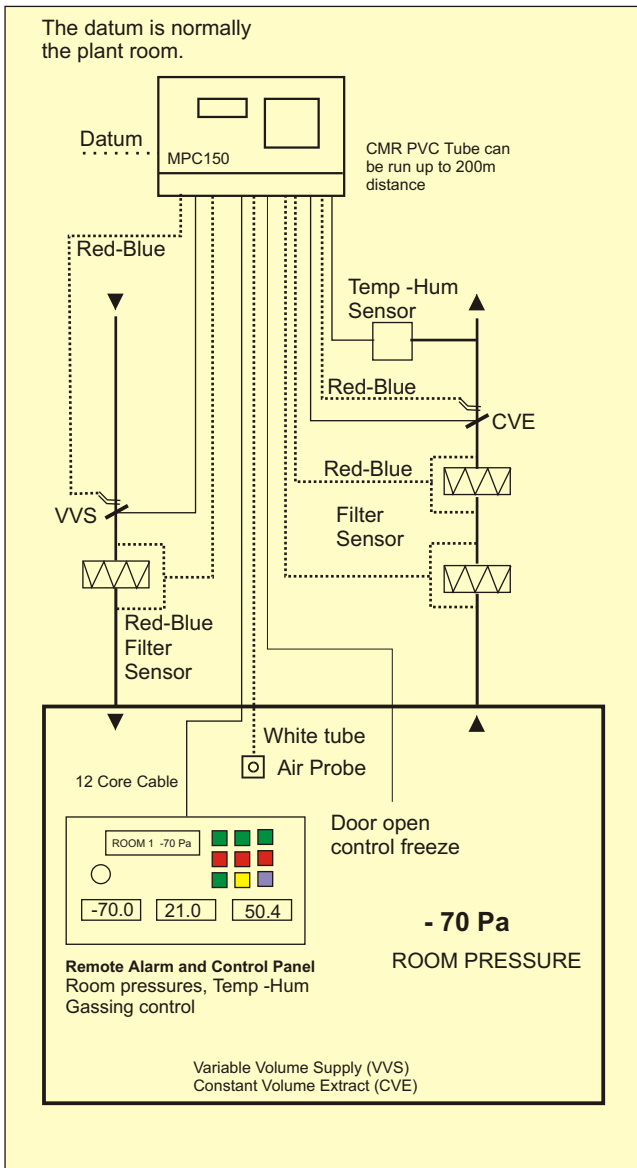 The datum is normally
the plant room.
Datum
MPC150
CMR PVC Tube can
be run up to 200m
distance
Red-Blue
Temp -Hum
Sensor
Red-Blue
CVE
Red-Blue
VVS
Filter
Sensor
Red-Blue
Filter
Sensor
White tube
Air Probe
12 Core Cable
Door open
control freeze
ROOM 1 -70 Pa
-70.0 21.0 50.4
- 70 Pa
ROOM PRESSURE
Remote Alarm and Control Panel
Room pressures, Temp -Hum
Gassing control
Variable Volume Supply (VVS)
Constant Volume Extract (CVE)